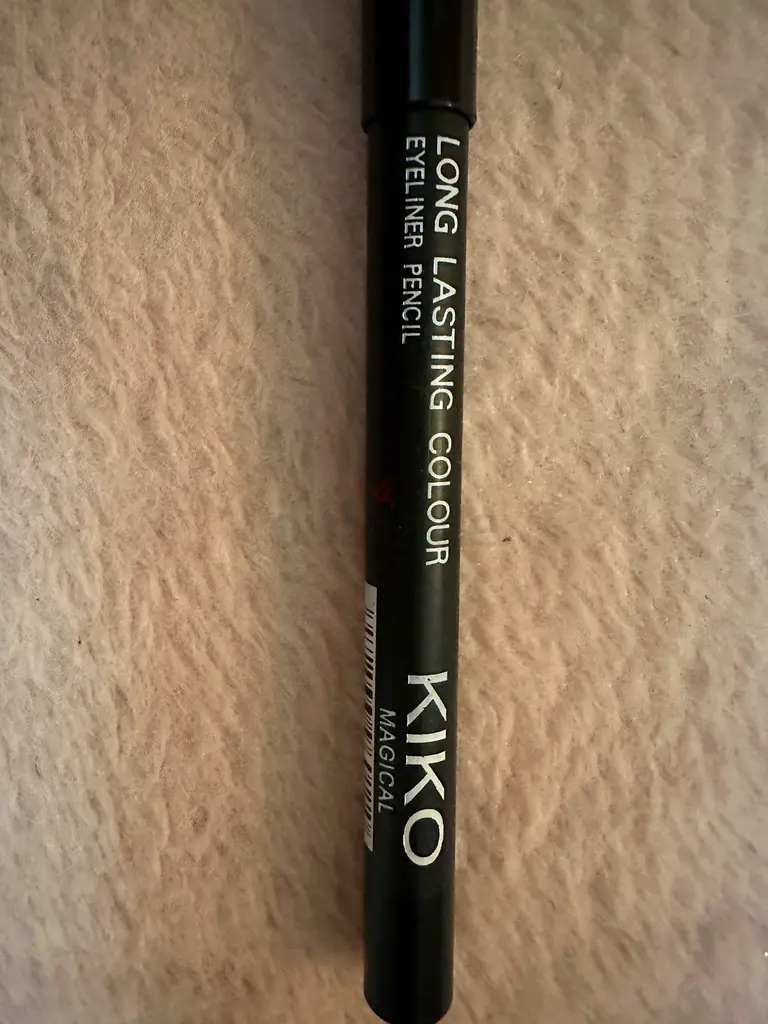 LONG LASTING COLOUR
EYELINER PENCIL
KIKO
MAGICAL